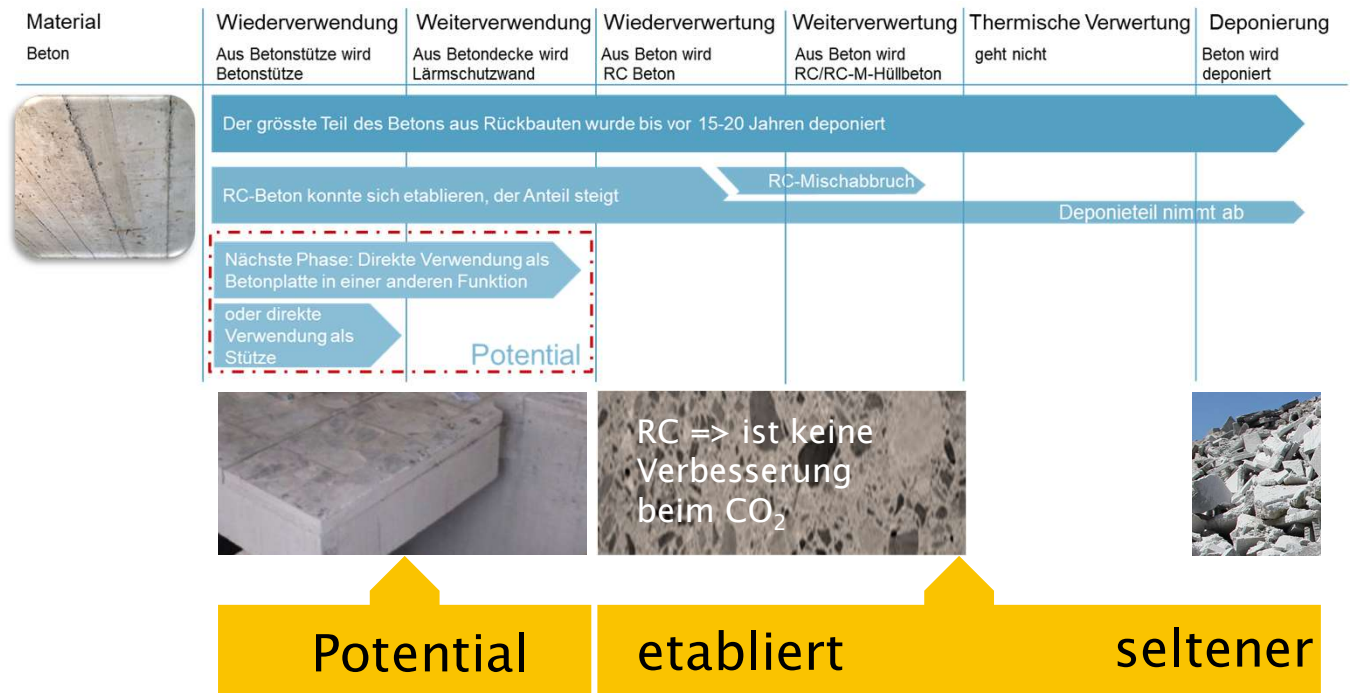 Material
Beton
Wiederverwendung
Aus Betonstütze wird
Betonstütze
Weiterverwendung
Aus Betondecke wird
Lärmschutzwand
Wiederverwertung
Aus Beton wird
RC Beton
Weiterverwertung
Aus Beton wird
RC/RC-M-Hüllbeton
Thermische Verwertung
geht nicht
Deponierung
Beton wird
deponiert
Der grösste Teil des Betons aus Rückbauten wurde bis vor 15-20 Jahren deponiert
RC-Beton konnte sich etablieren, der Anteil steigt
RC-Mischabbruch
Deponieteil nimmt ab
Nächste Phase: Direkte Verwendung als
Betonplatte in einer anderen Funktion
oder direkte
Verwendung als
Stütze
Potential
RC => ist keine
Verbesserung
beim CO₂
Potential
etabliert
seltener